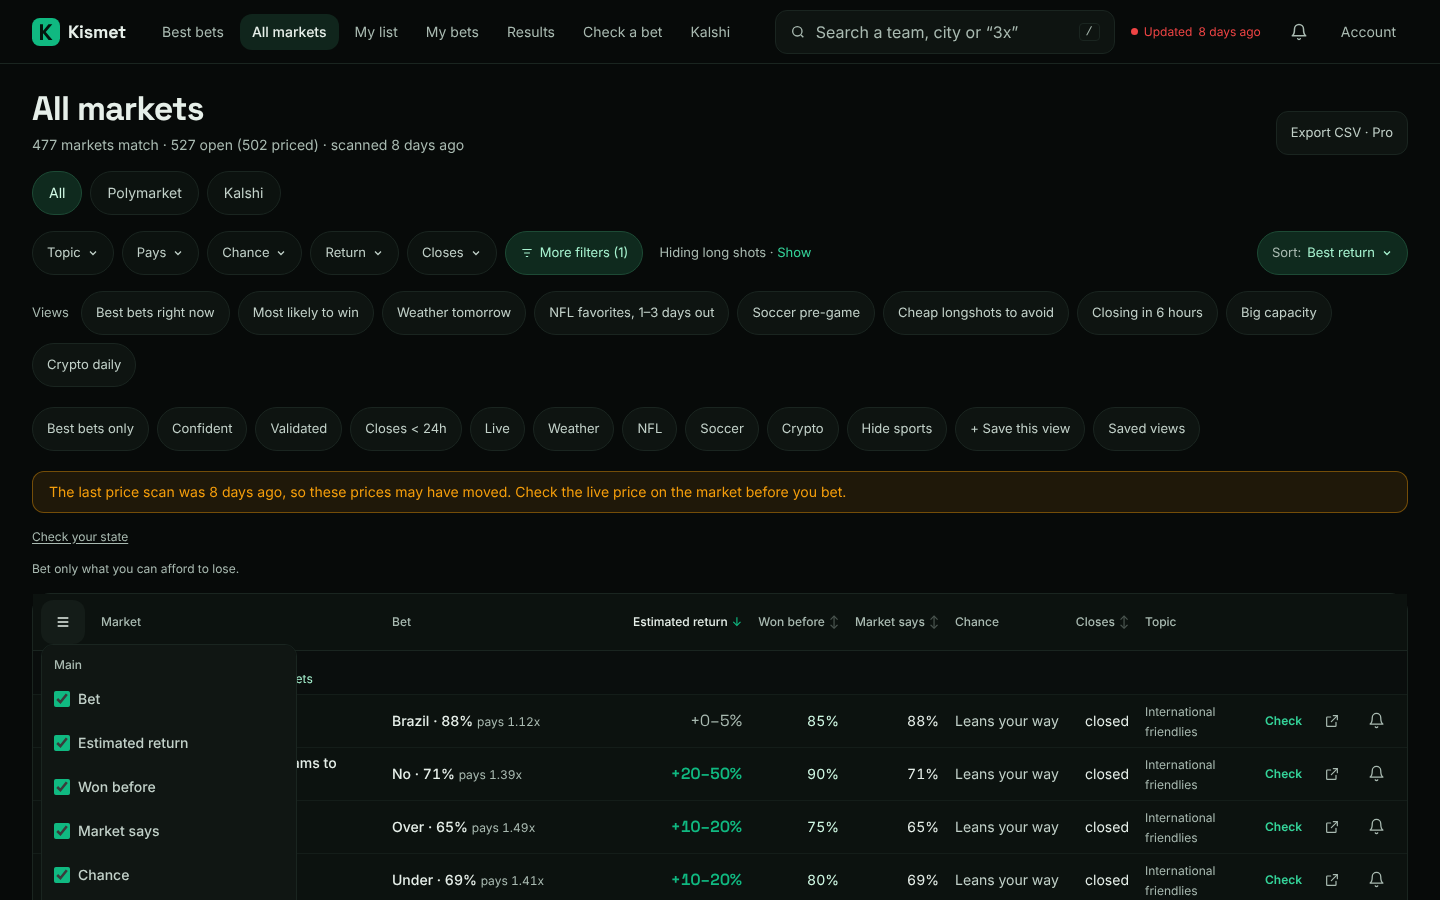 Kismet
Best bets
All markets
My list
My bets
Results
Check a bet
Kalshi
Search a team, city or “3x”
/
Updated 8 days ago
Account
All markets
477 markets match · 527 open (502 priced) · scanned 8 days ago
Export CSV · Pro
All
Polymarket
Kalshi
Topic
Pays
Chance
Return
Closes
More filters (1)
Hiding long shots · Show
Sort: Best return
Views
Best bets right now
Most likely to win
Weather tomorrow
NFL favorites, 1–3 days out
Soccer pre-game
Cheap longshots to avoid
Closing in 6 hours
Big capacity
Crypto daily
Best bets only
Confident
Validated
Closes < 24h
Live
Weather
NFL
Soccer
Crypto
Hide sports
+ Save this view
Saved views
The last price scan was 8 days ago, so these prices may have moved. Check the live price on the market before you bet.
Check your state
Bet only what you can afford to lose.
Market
Bet
Estimated return ↓
Won before
Market says
Chance
Closes
Topic
Main
ets
Bet
Brazil · 88% pays 1.12x
+0–5%
85%
88%
Leans your way
closed
International
friendlies
Check
Estimated return
ams to
No · 71% pays 1.39x
+20–50%
90%
71%
Leans your way
closed
International
friendlies
Check
Won before
Market says
Over · 65% pays 1.49x
+10–20%
75%
65%
Leans your way
closed
International
friendlies
Check
Chance
Under · 69% pays 1.41x
+10–20%
80%
69%
Leans your way
closed
International
friendlies
Check